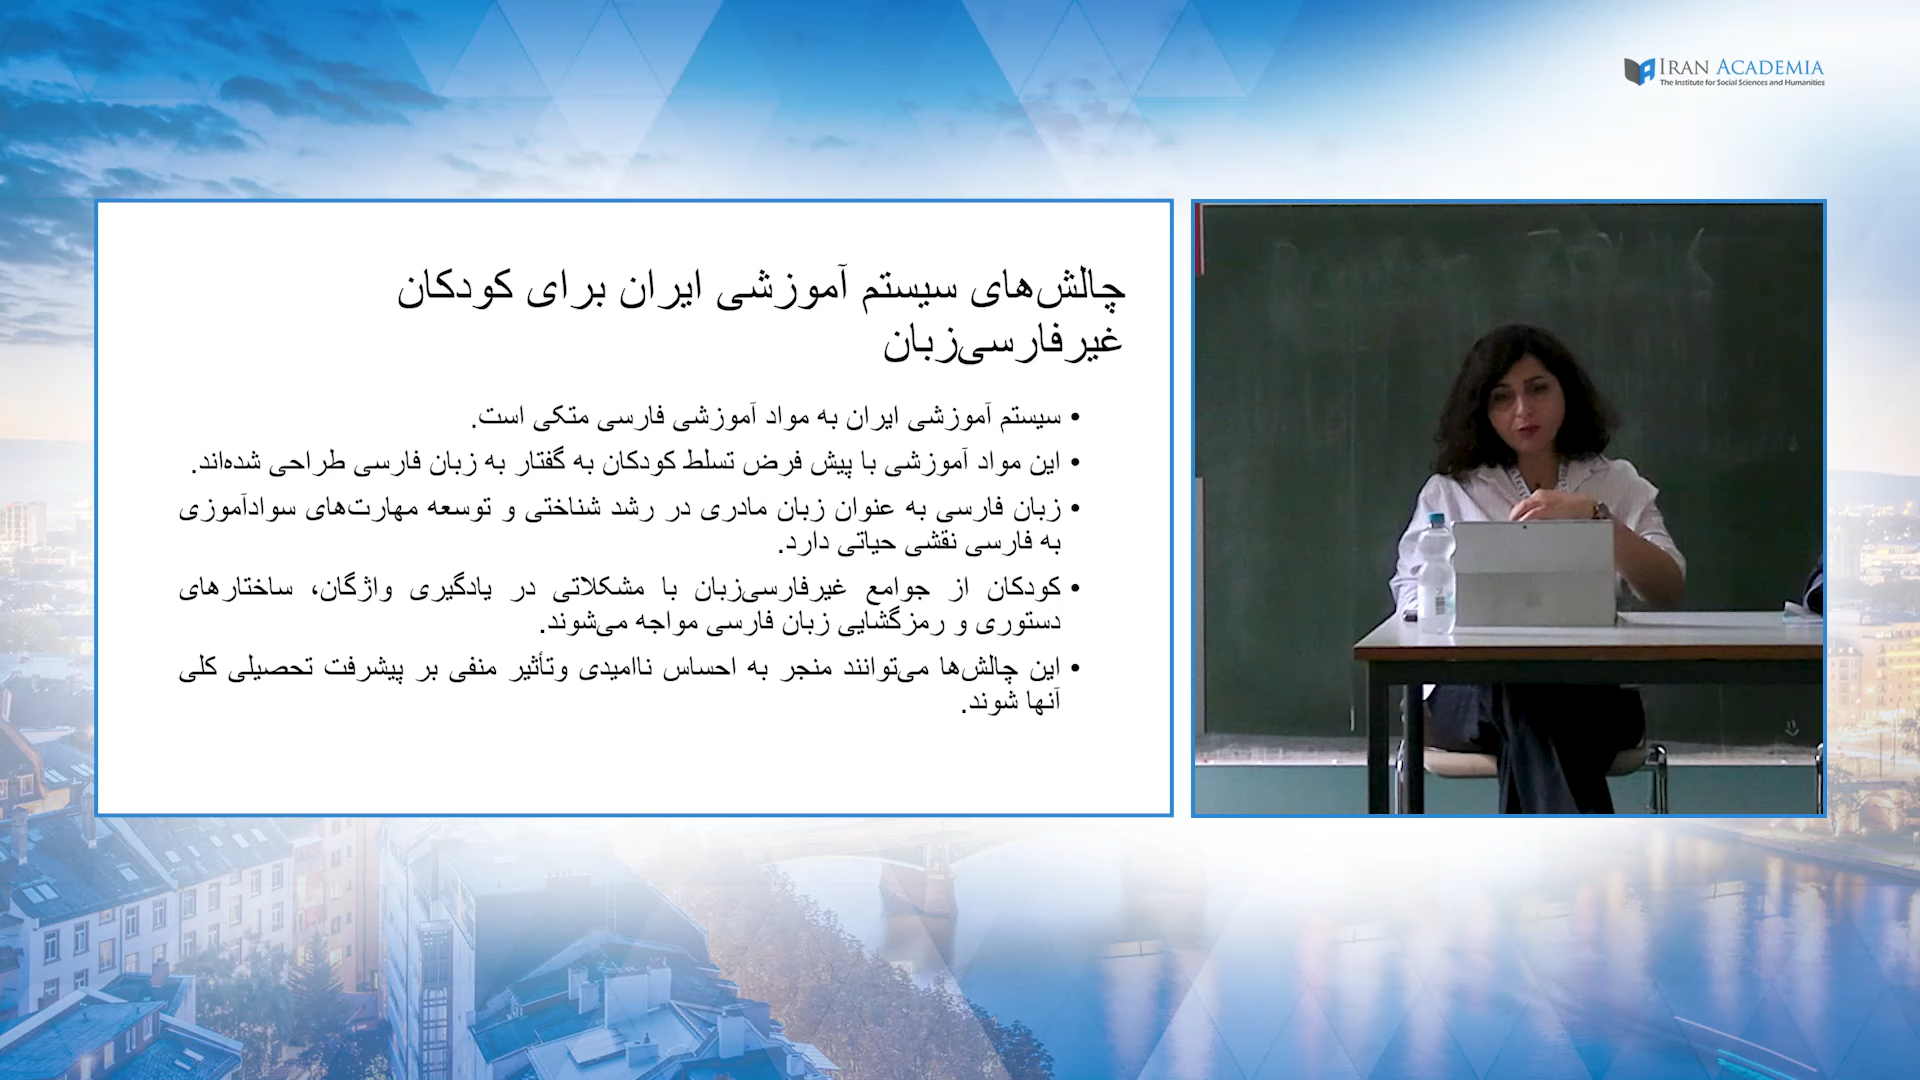 IRAN ACADEMIA
The Institute for Social Sciences and Humanities
چالش‌های سیستم آموزشی ایران برای کودکان
غیرفارسی‌زبان
• سیستم آموزشی ایران به مواد آموزشی فارسی متکی است.
• این مواد آموزشی با پیش فرض تسلط کودکان به گفتار به زبان فارسی طراحی شده‌اند.
• زبان فارسی به عنوان زبان مادری در رشد شناختی و توسعه مهارت‌های سوادآموزی
به فارسی نقشی حیاتی دارد.
• کودکان از جوامع غیرفارسی‌زبان با مشکلاتی در یادگیری واژگان، ساختارهای
دستوری و رمزگشایی زبان فارسی مواجه می‌شوند.
• این چالش‌ها می‌توانند منجر به احساس ناامیدی وتأثیر منفی بر پیشرفت تحصیلی کلی
آنها شوند.